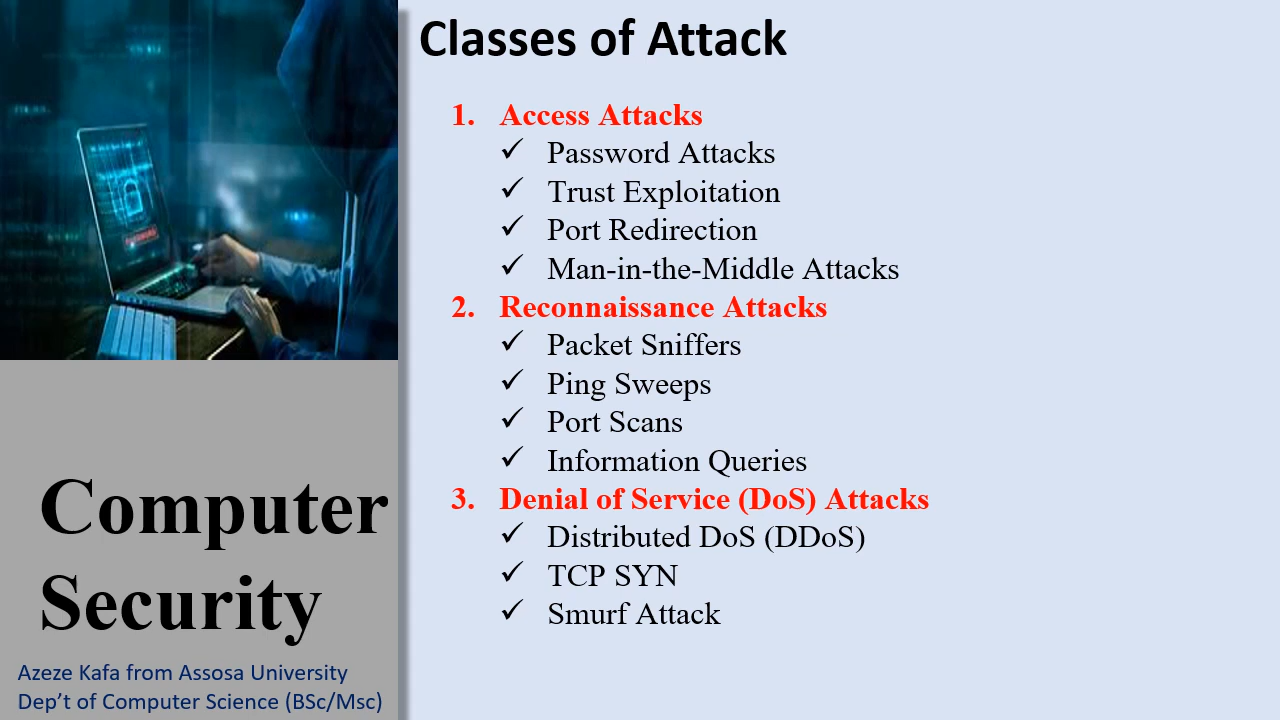 Classes of Attack
1. Access Attacks
✓ Password Attacks
✓ Trust Exploitation
✓ Port Redirection
✓ Man-in-the-Middle Attacks
2. Reconnaissance Attacks
✓ Packet Sniffers
✓ Ping Sweeps
✓ Port Scans
✓ Information Queries
3. Denial of Service (DoS) Attacks
✓ Distributed DoS (DDoS)
✓ TCP SYN
✓ Smurf Attack
Computer
Security
Azeze Kafa from Assosa University
Dep’t of Computer Science (BSc/Msc)